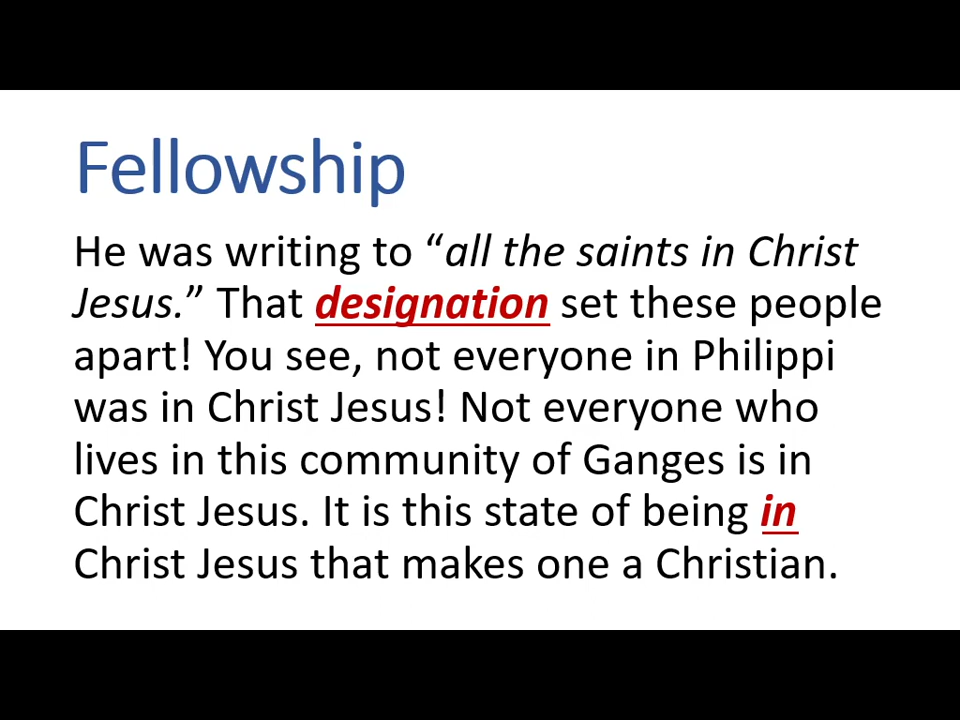 Fellowship
He was writing to “all the saints in Christ
Jesus.” That designation set these people
apart! You see, not everyone in Philippi
was in Christ Jesus! Not everyone who
lives in this community of Ganges is in
Christ Jesus. It is this state of being in
Christ Jesus that makes one a Christian.